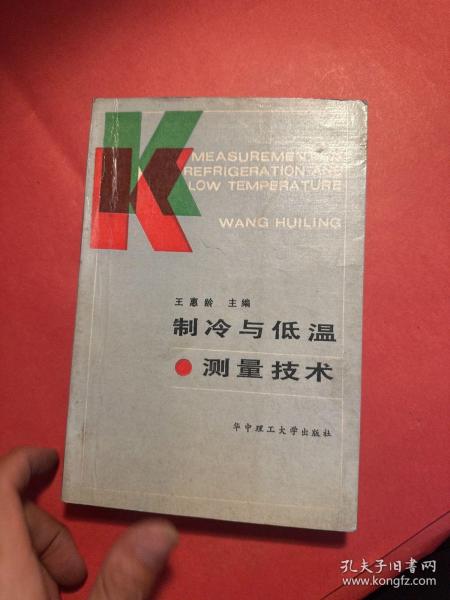 MEASUREMENT IN
REFRIGERATION AND
LOW TEMPERATURE
WANG HUILING
王惠龄 主编
制冷与低温
测量技术
华中理工大学出版社
孔夫子旧书网
www.kongfz.com